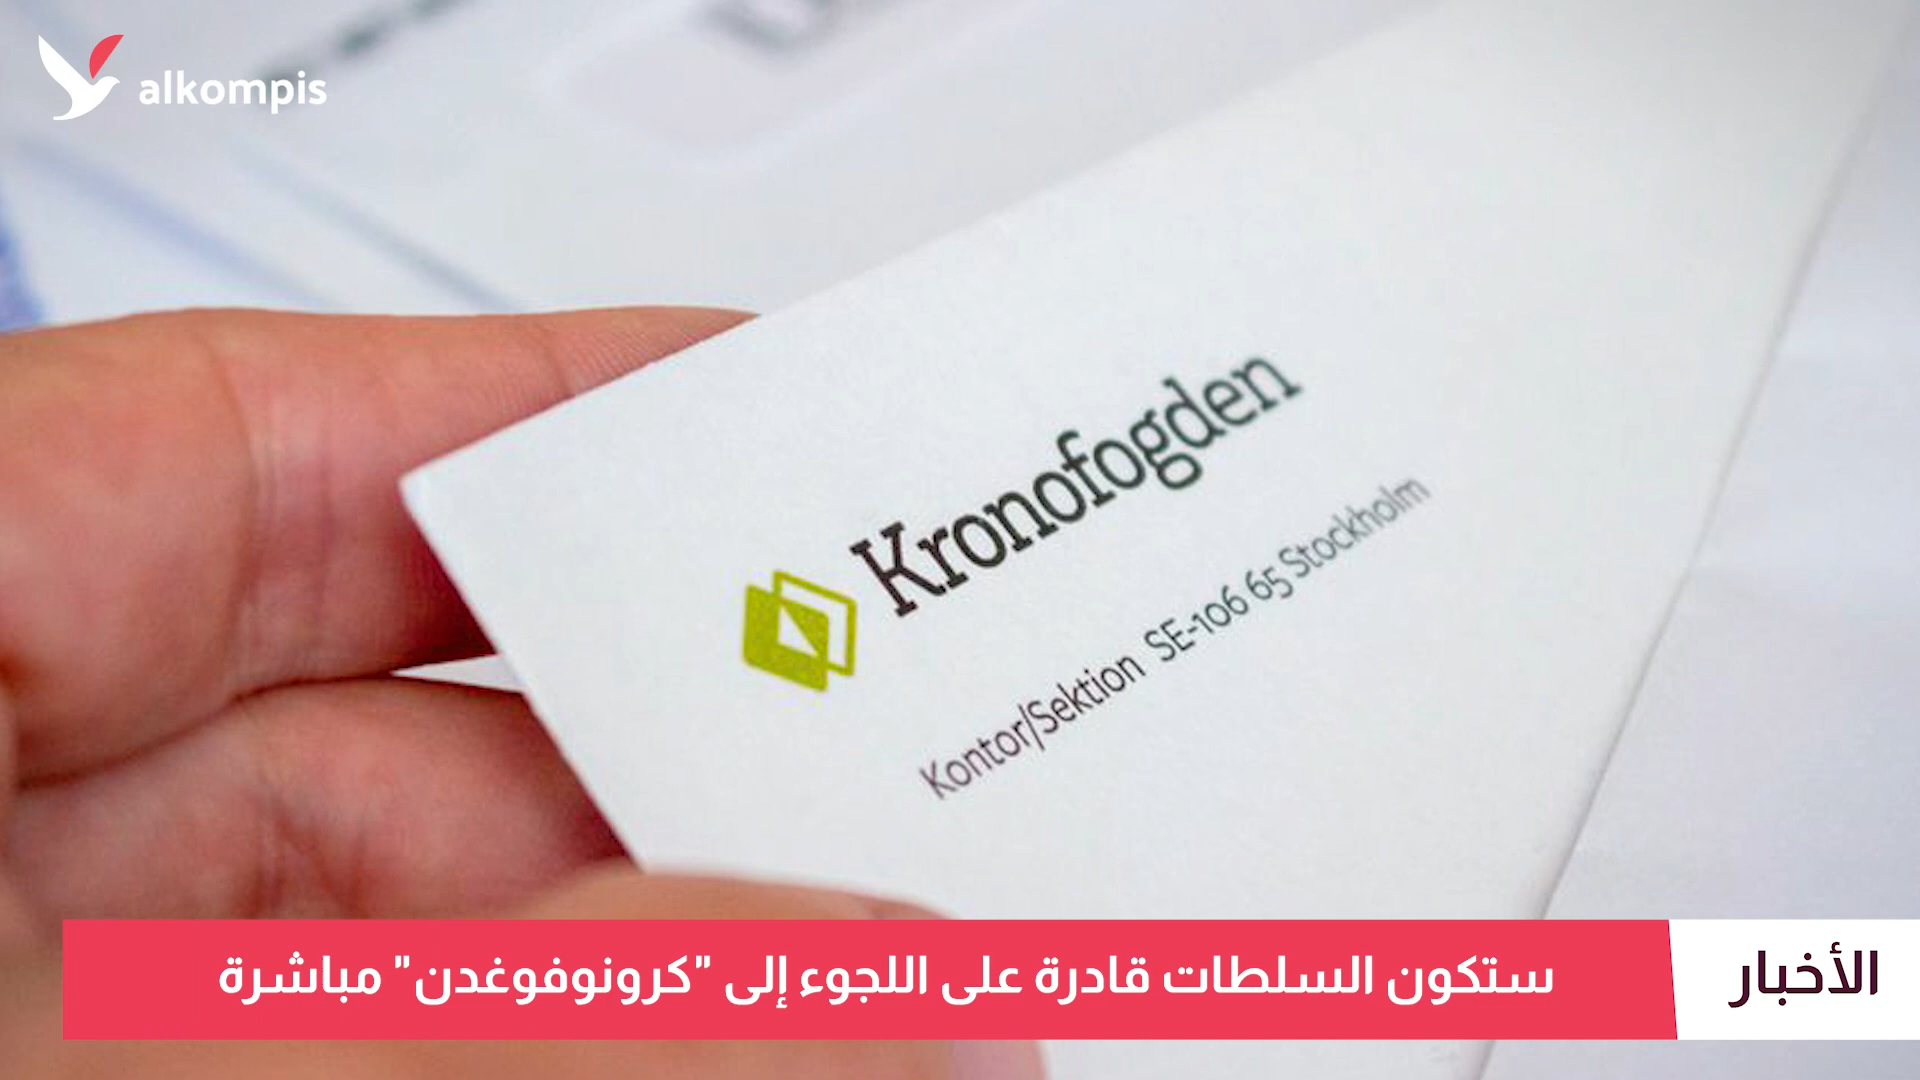 alkompis
Kronofogden
Kontor/Sektion SE-106 65 Stockholm
الأخبار
ستكون السلطات قادرة على اللجوء إلى "كرونوفوغدن" مباشرة